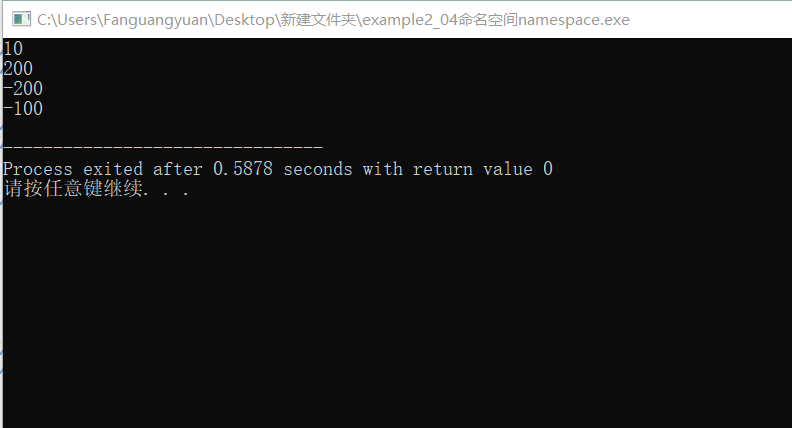 C:\Users\Fanguangyuan\Desktop\新建文件夹\example2_04命名空间namespace.exe
10
200
-200
-100
--------------------------------
Process exited after 0.5878 seconds with return value 0
请按任意键继续. . .